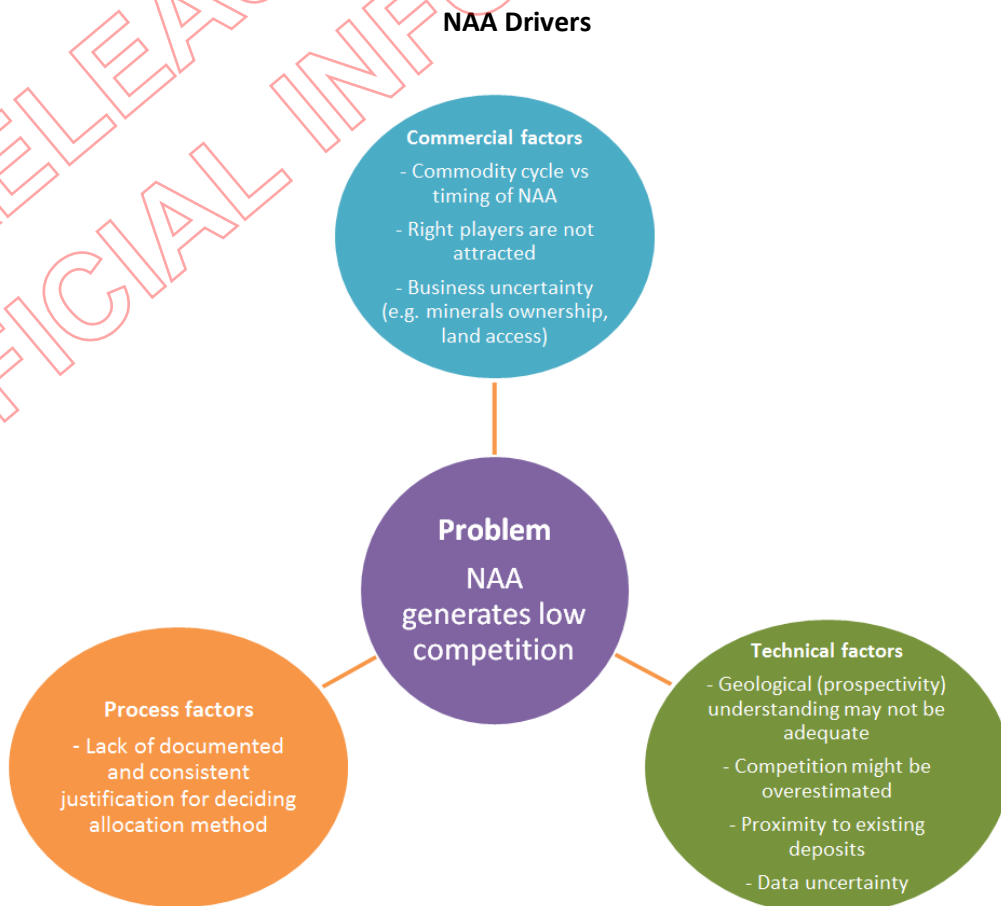 NAA Drivers
Commercial factors
- Commodity cycle vs
timing of NAA
- Right players are not
attracted
- Business uncertainty
(e.g. minerals ownership,
land access)
Problem
NAA
generates low
competition
Process factors
- Lack of documented
and consistent
justification for deciding
allocation method
Technical factors
- Geological (prospectivity)
understanding may not be
adequate
- Competition might be
overestimated
- Proximity to existing
deposits
- Data uncertainty